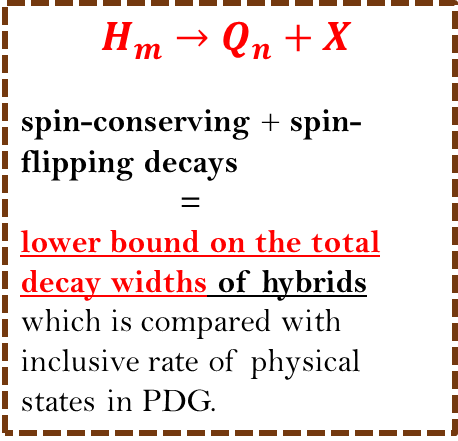 H_m → Q_n + X
spin-conserving + spin-
flipping decays
=
lower bound on the total
decay widths of hybrids
which is compared with
inclusive rate of physical
states in PDG.